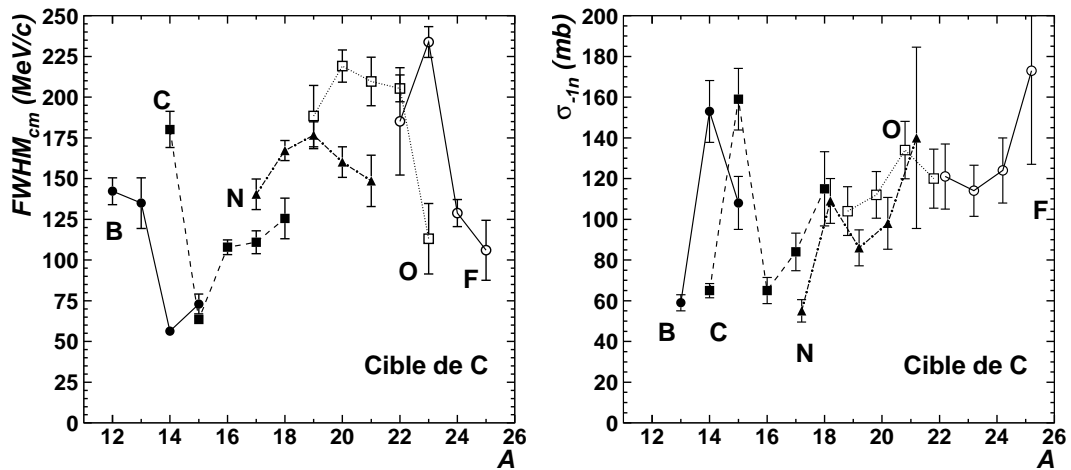 FWHM_cm (MeV/c)
250
225
200
175
150
125
100
75
50
25
0
C
N
B
O
F
Cible de C
12 14 16 18 20 22 24 26
A
σ_-1n (mb)
200
180
160
140
120
100
80
60
40
20
0
O
F
B C
N
Cible de C
12 14 16 18 20 22 24 26
A